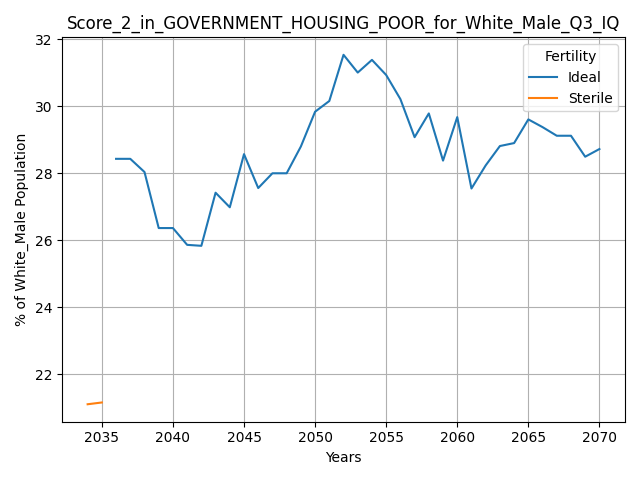 Score_2_in_GOVERNMENT_HOUSING_POOR_for_White_Male_Q3_IQ
32
30
28
26
24
22
% of White_Male Population
Fertility
Ideal
Sterile
2035 2040 2045 2050 2055 2060 2065 2070
Years